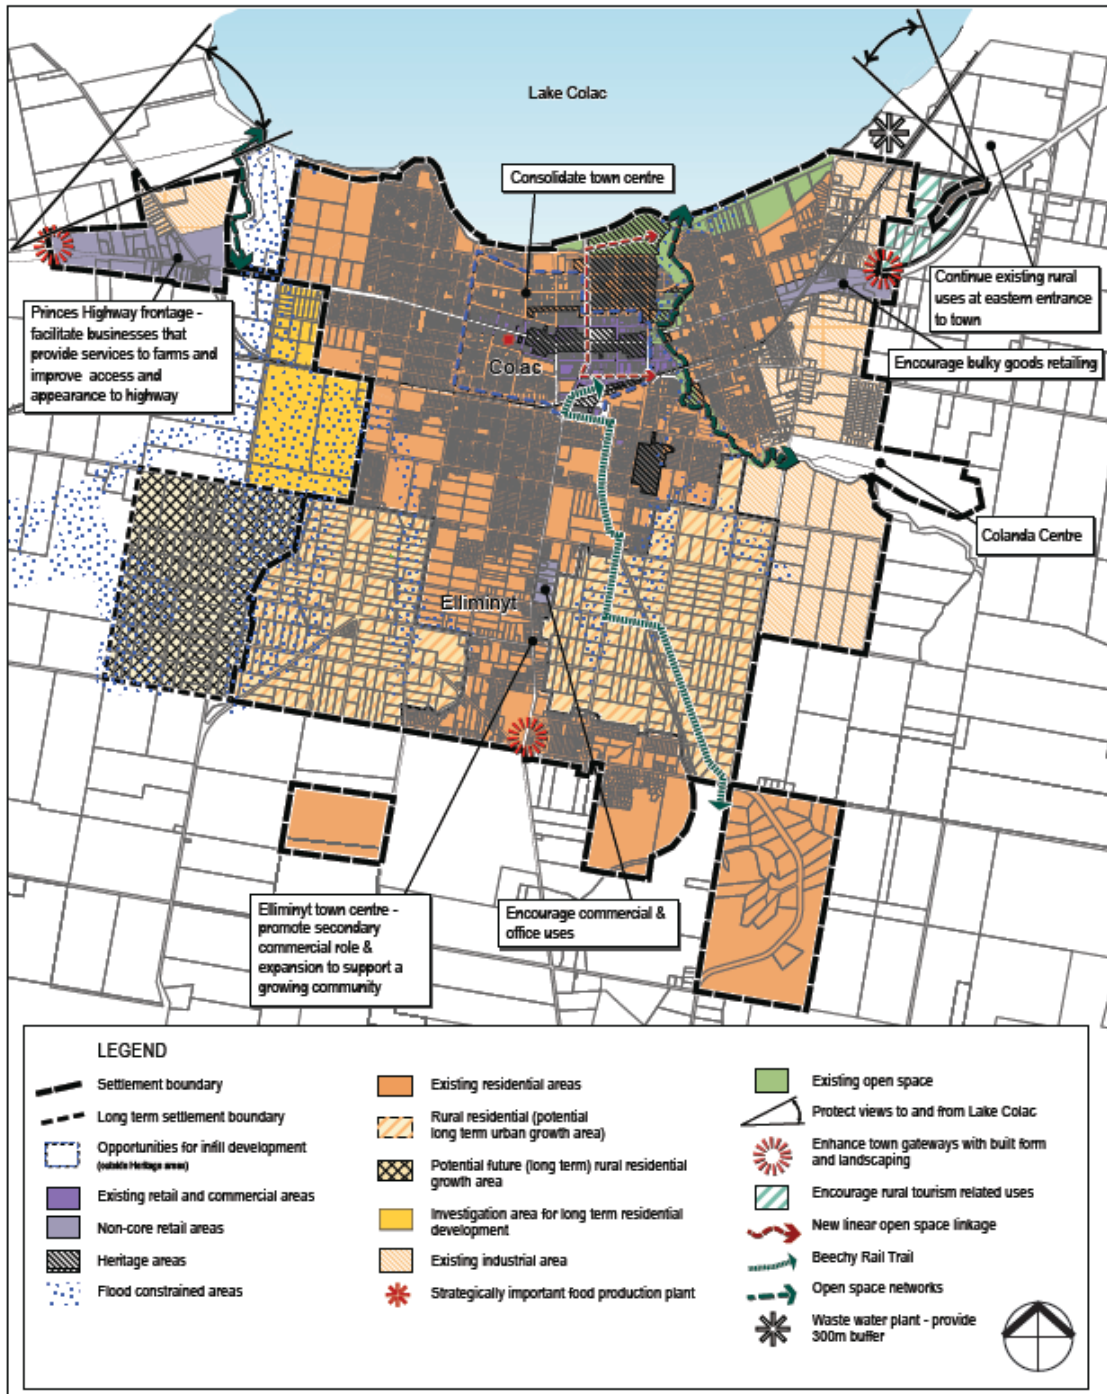 Lake Colac
Consolidate town centre
Princes Highway frontage -
facilitate businesses that
provide services to farms and
improve access and
appearance to highway
Continue existing rural
uses at eastern entrance
to town
Encourage bulky goods retailing
Colac
Colanda Centre
Elliminyt
Elliminyt town centre -
promote secondary
commercial role &
expansion to support a
growing community
Encourage commercial &
office uses
LEGEND
Settlement boundary
Long term settlement boundary
Opportunities for infill development
(outside Heritage areas)
Existing retail and commercial areas
Non-core retail areas
Heritage areas
Flood constrained areas
Existing residential areas
Rural residential (potential
long term urban growth area)
Potential future (long term) rural residential
growth area
Investigation area for long term residential
development
Existing industrial area
Strategically important food production plant
Existing open space
Protect views to and from Lake Colac
Enhance town gateways with built form
and landscaping
Encourage rural tourism related uses
New linear open space linkage
Beechy Rail Trail
Open space networks
Waste water plant - provide
300m buffer